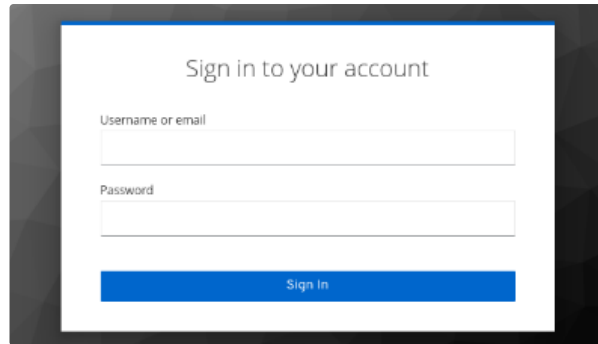 Sign in to your account
Username or email
Password
Sign In